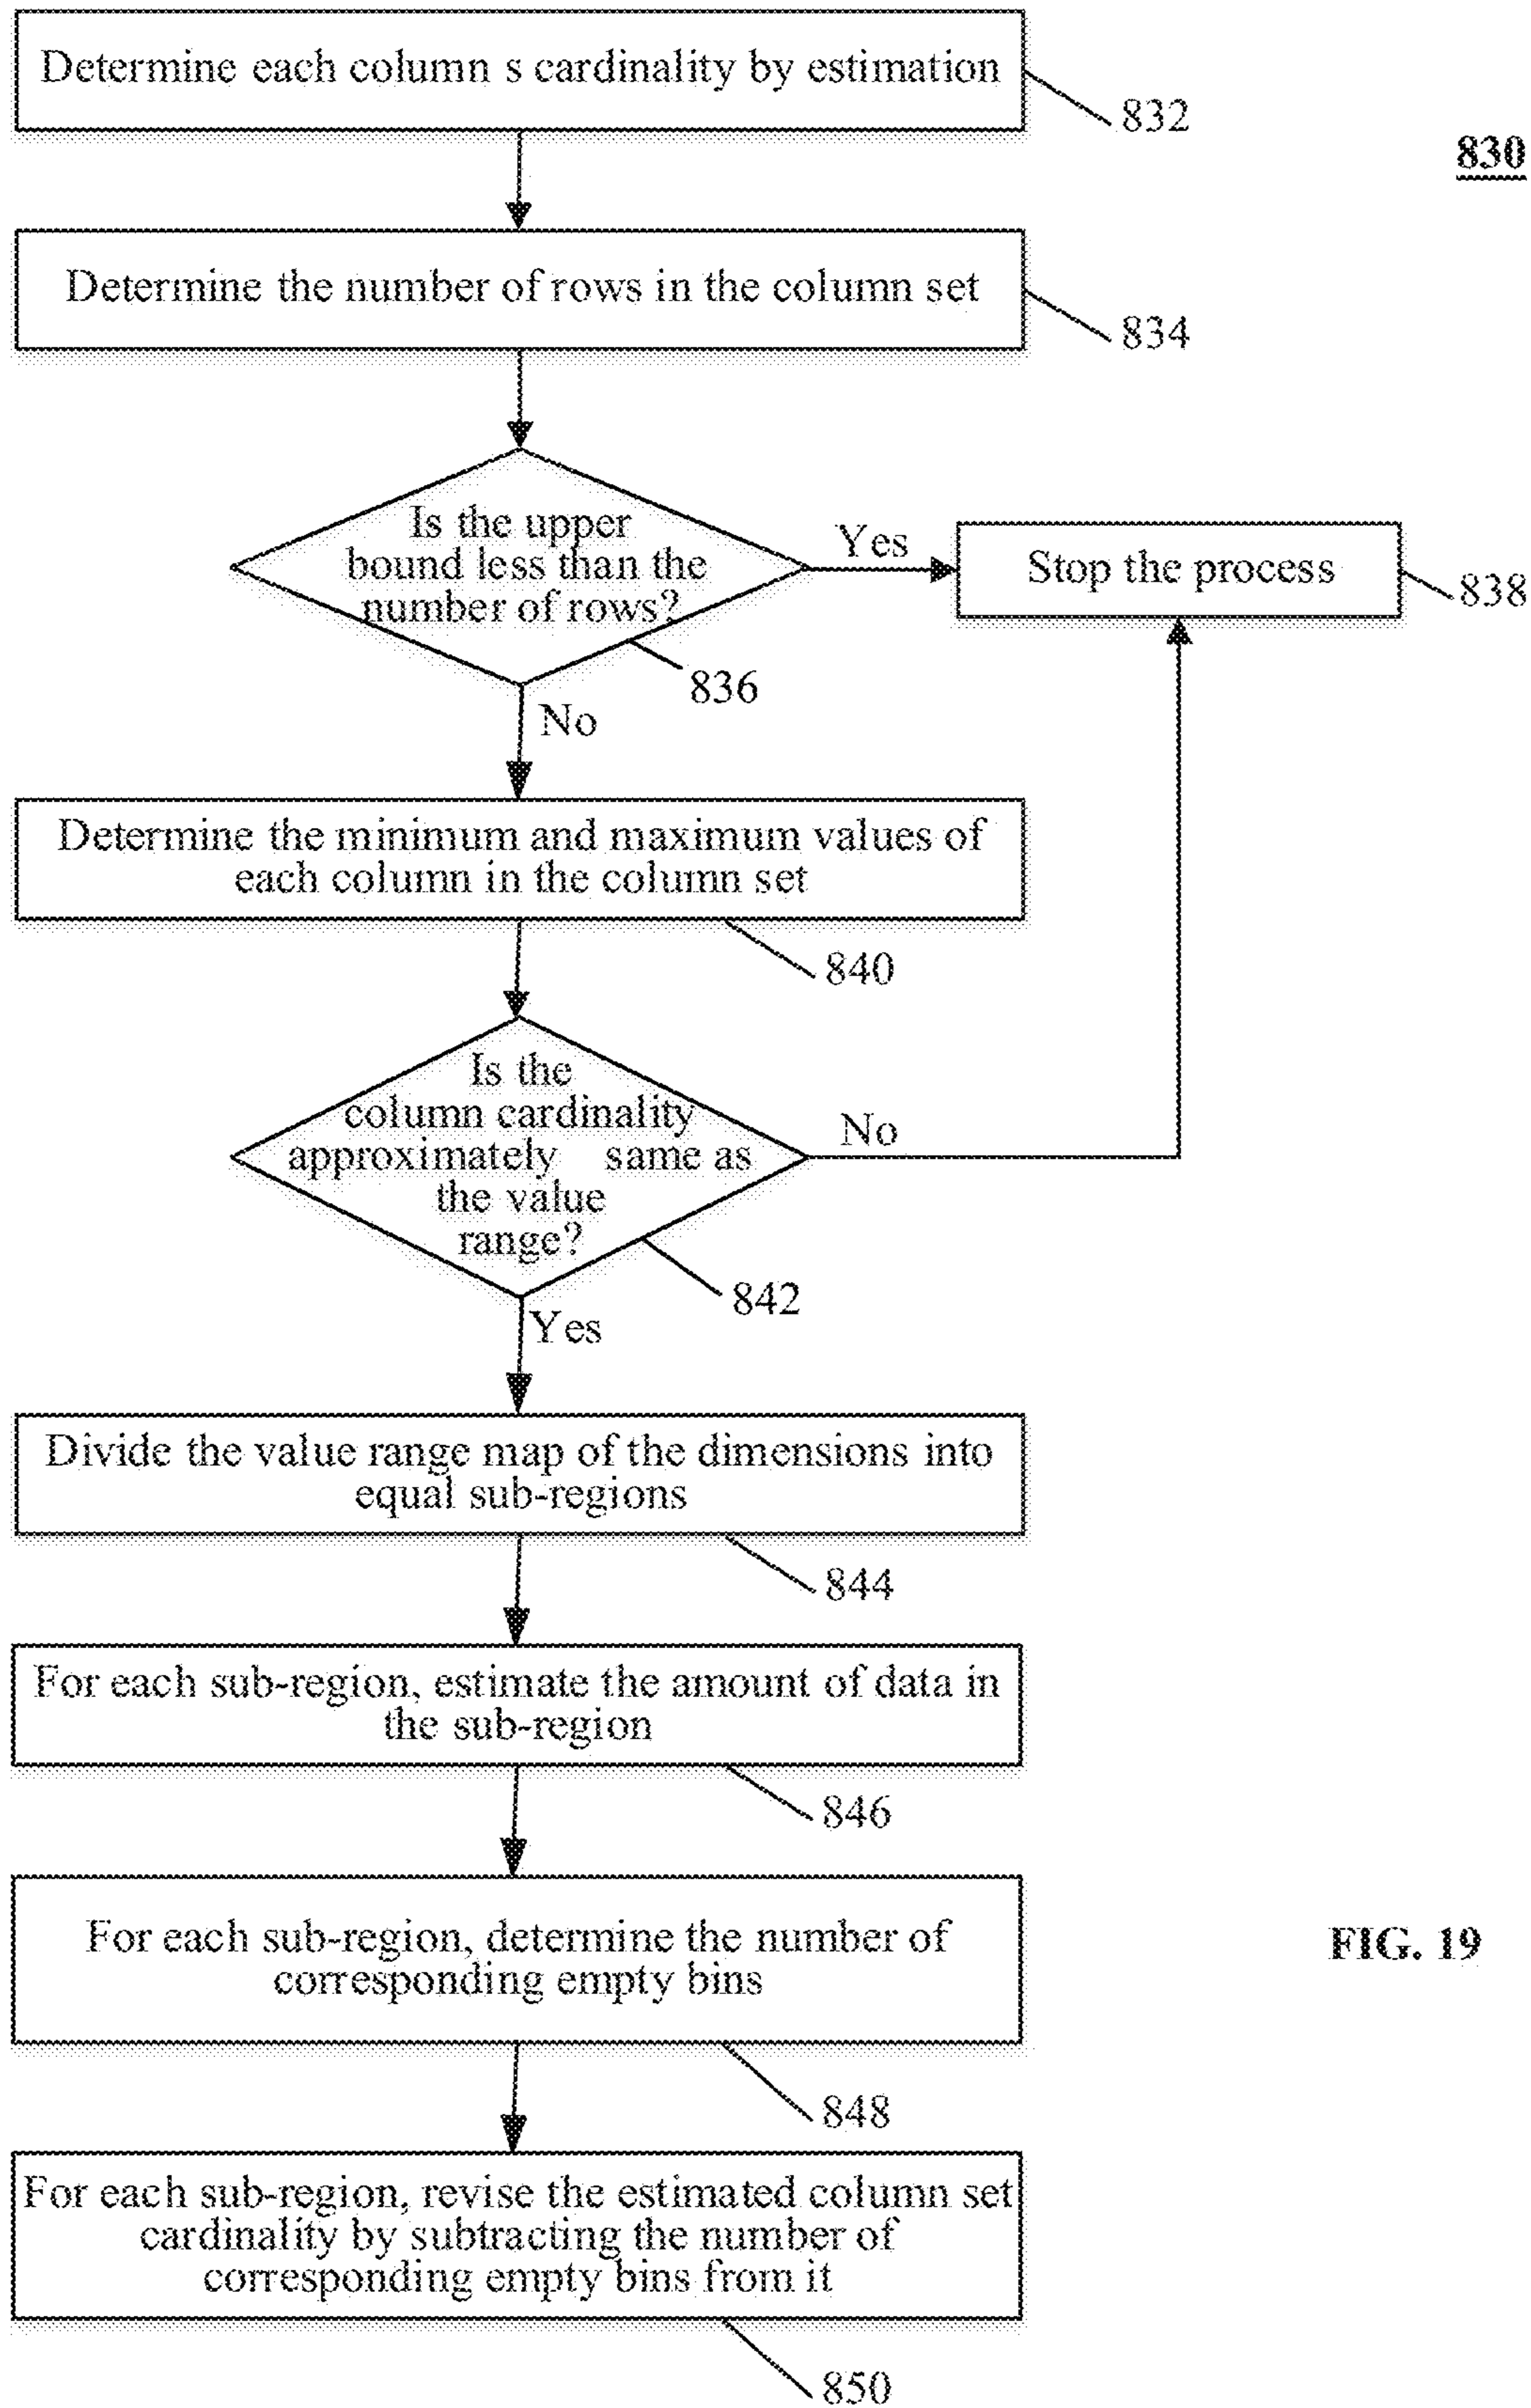 Determine each column s cardinality by estimation
832
830
Determine the number of rows in the column set
834
Is the upper
bound less than the
number of rows?
Yes
Stop the process
838
836
No
Determine the minimum and maximum values of
each column in the column set
840
Is the
column cardinality
approximately same as
the value
range?
No
842
Yes
Divide the value range map of the dimensions into
equal sub-regions
844
For each sub-region, estimate the amount of data in
the sub-region
846
For each sub-region, determine the number of
corresponding empty bins
FIG. 19
848
For each sub-region, revise the estimated column set
cardinality by subtracting the number of
corresponding empty bins from it
850